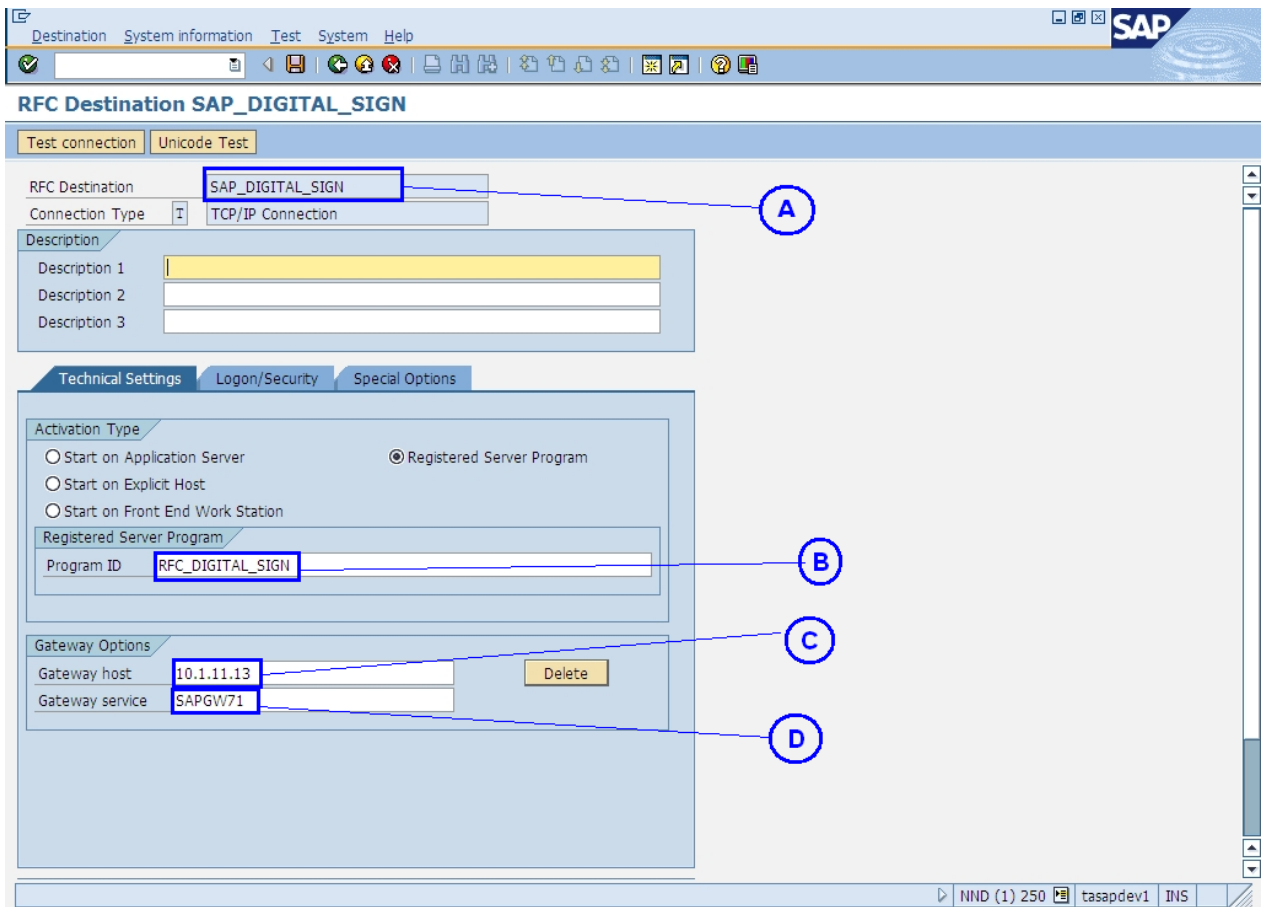 Destination System information Test System Help
SAP
RFC Destination SAP_DIGITAL_SIGN
Test connection Unicode Test
RFC Destination SAP_DIGITAL_SIGN
A
Connection Type T TCP/IP Connection
Description
Description 1
Description 2
Description 3
Technical Settings Logon/Security Special Options
Activation Type
Start on Application Server Registered Server Program
Start on Explicit Host
Start on Front End Work Station
Registered Server Program
Program ID RFC_DIGITAL_SIGN
B
Gateway Options
C
Gateway host 10.1.11.13 Delete
Gateway service SAPGW71
D
NND (1) 250 tasapdev1 INS